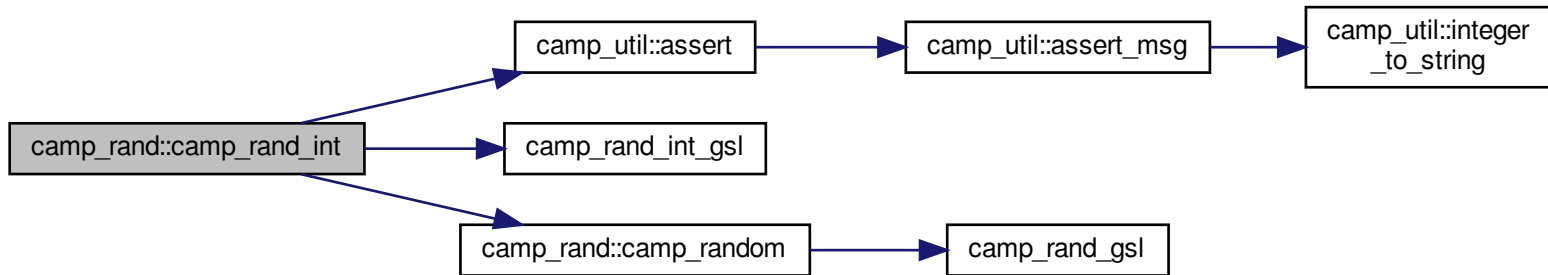 camp_rand::camp_rand_int
camp_util::assert
camp_util::assert_msg
camp_util::integer
_to_string
camp_rand_int_gsl
camp_rand::camp_random
camp_rand_gsl